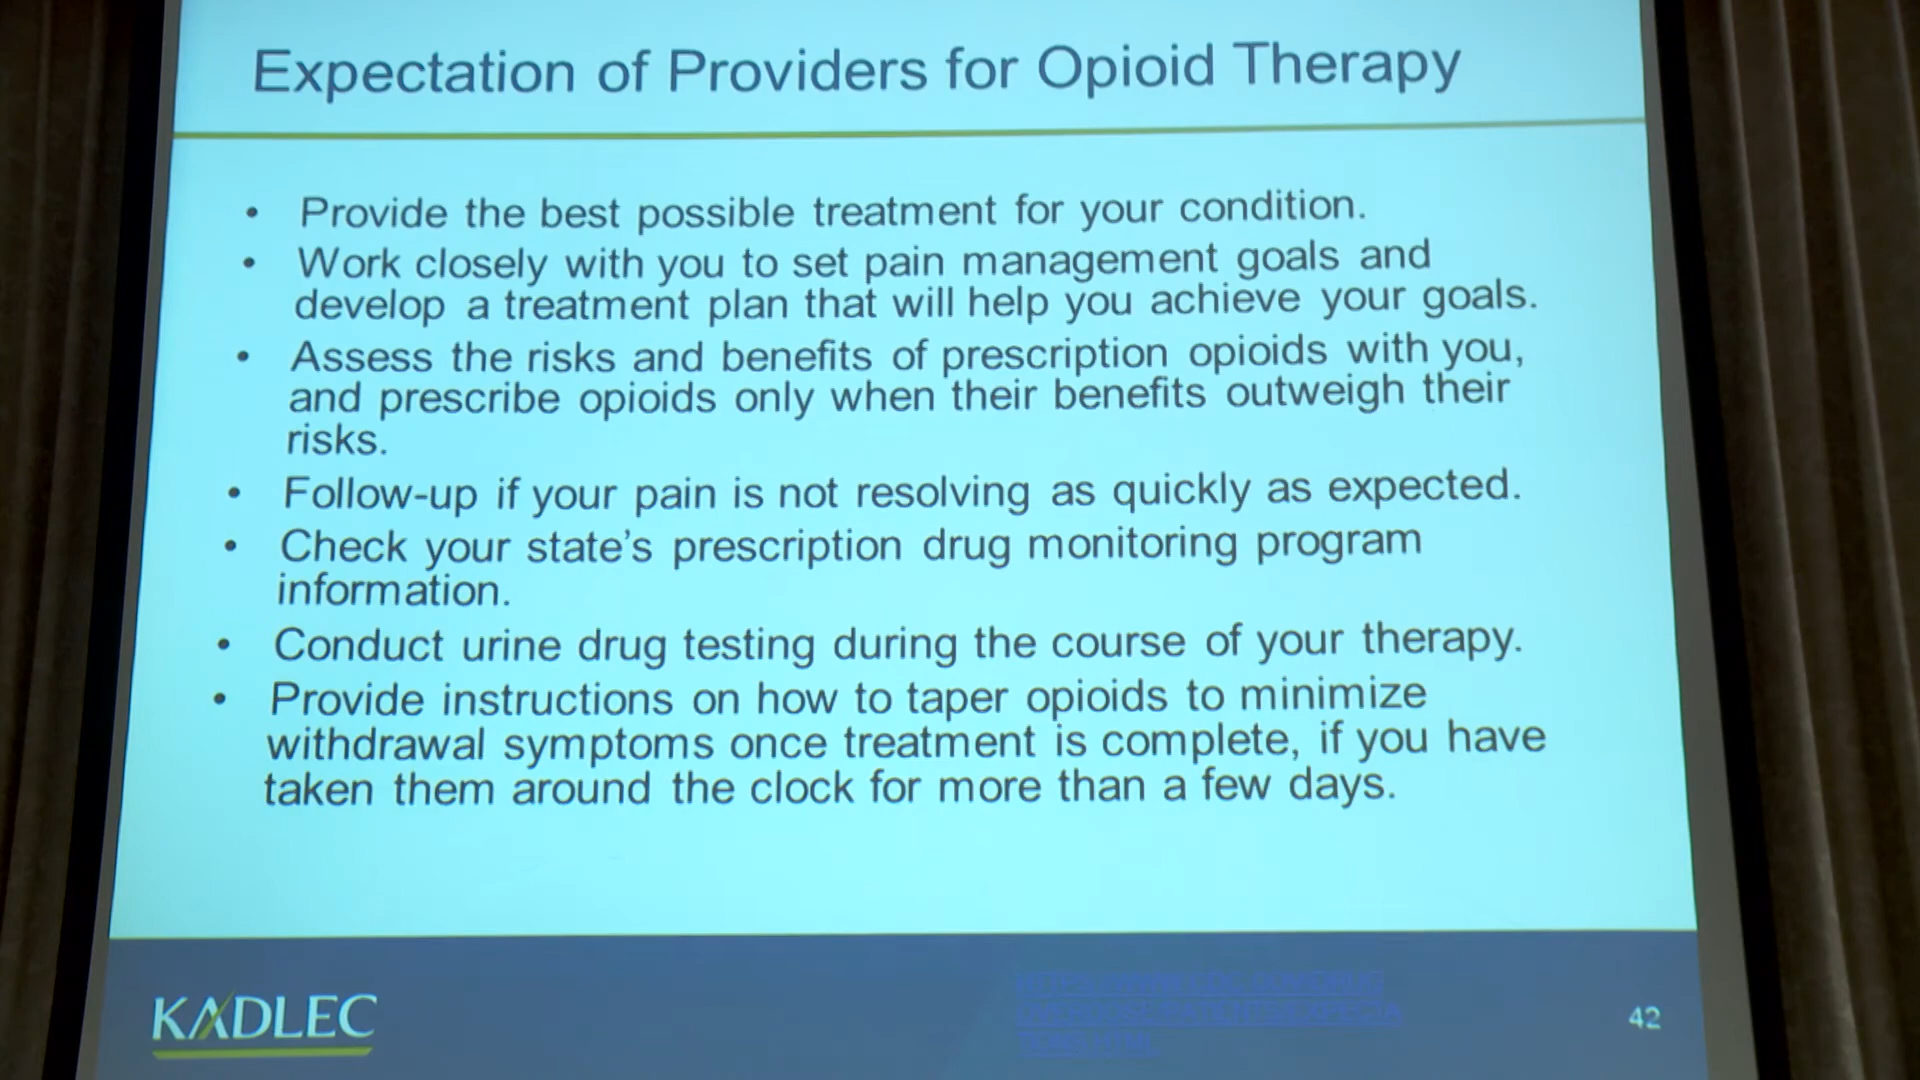 Expectation of Providers for Opioid Therapy
• Provide the best possible treatment for your condition.
• Work closely with you to set pain management goals and
develop a treatment plan that will help you achieve your goals.
• Assess the risks and benefits of prescription opioids with you,
and prescribe opioids only when their benefits outweigh their
risks.
• Follow-up if your pain is not resolving as quickly as expected.
• Check your state’s prescription drug monitoring program
information.
• Conduct urine drug testing during the course of your therapy.
• Provide instructions on how to taper opioids to minimize
withdrawal symptoms once treatment is complete, if you have
taken them around the clock for more than a few days.
KADLEC
42